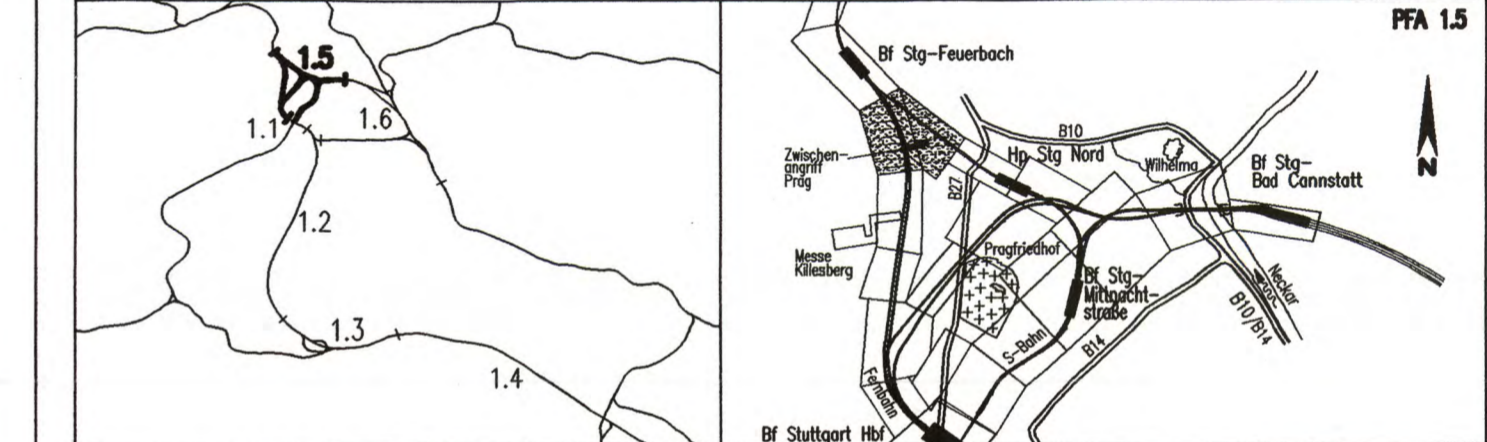 1.5
1.1
1.6
1.2
1.3
1.4
PFA 1.5
Bf Stg-Feuerbach
N
B10
Hp Stg Nord
Wilhelma
Bf Stg-
Bad Cannstatt
Zwischen-
angriff
Prag
B27
Messe
Killesberg
Pragfriedhof
Bf Stg-
Mittnacht-
straße
Neckar
B10/B14
S-Bahn
B14
Fernbahn
Bf Stuttgart Hbf